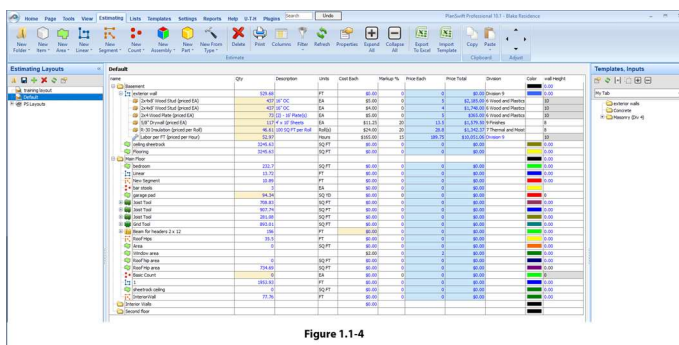 PlanSwift Professional 10.1 - Blake Residence
Home Page Tools View Estimating Lists Templates Settings Reports Help U-T-H Plugins Search Undo
New Folder New Item New Area New Linear New Segment New Count New Assembly New Part New From Type Delete Print Columns Filter Refresh Properties Expand All Collapse All Export To Excel Import Template Copy Paste
Estimate Clipboard Adjust
Estimating Layouts
training layout
Default
PS Layouts
Default
name Qty Description Units Cost Each Markup % Price Each Price Total Division Color wall Height
Basement 0.00
exterior wall 529.68 FT $0.00 0 0 $0.00 Division 9 0.00
2x4x8' Wood Stud (priced EA) 437 16" OC EA $5.00 0 5 $2,185.00 6 Wood and Plastics 10
2x4x8' Wood Stud (priced EA) 437 16" OC EA $4.00 0 4 $1,748.00 6 Wood and Plastics 10
2x4 Wood Plate (priced EA) 73 (2) - 10' Plate(s) EA $5.00 0 5 $365.00 6 Wood and Plastics 10
5/8" Drywall (priced EA) 117 4' x 10' Sheets EA $11.25 20 13.5 $1,579.50 9 Finishes 8
R-30 Insulation (priced per Roll) 46.61 100 SQ FT per Roll Roll(s) $24.00 20 28.8 $1,342.37 7 Thermal and Moist 8
Labor per FT (priced per Hour) 52.97 Hours $165.00 15 189.75 $10,051.06 Division 9 10
ceiling sheetrock 3245.63 SQ FT $0.00 0 0 $0.00 0.00
Flooring 3245.63 SQ FT $0.00 0 0 $0.00 0.00
Main Floor 0.00
bedroom 232.7 SQ FT $0.00 0 0 $0.00 0.00
Linear 13.72 FT $0.00 0 0 $0.00 0.00
New Segment 10.89 FT $0.00 0 0 $0.00 0
bar stools 3 EA $0.00 0 0 $0.00
garage pad 94.34 SQ YD $0.00 0 0 $0.00 0
Joist Tool 708.83 SQ FT $0.00 0 0 $0.00 0.00
Joist Tool 907.74 SQ FT $0.00 0 0 $0.00 0.00
Joist Tool 281.08 SQ FT $0.00 0 0 $0.00 0.00
Grid Tool 893.01 SQ FT $0.00 0 0 $0.00 0.00
Beam for headers 2 x 12 186 FT $0.00 0 0 $0.00 0.00
Roof Hips 55.5 FT $0.00 0 0 $0.00 0.00
Area 0 SQ FT $0.00 0 0 $0.00 0.00
Window area $2.00 2 $0.00 0.00
Roof hip area 0 SQ FT $0.00 0 0 $0.00 0.00
Roof Hip area 734.69 SQ FT $0.00 0 0 $0.00 0.00
Basic Count 0 EA $0.00 0 0 $0.00 0
1 1952.93 FT $0.00 0 0 $0.00 0.00
sheetrock ceiling 0 SQ FT $0.00 0 0 $0.00 0.00
InteriorWall 77.76 FT $0.00 0 0 $0.00 0.00
Interior Walls
Second floor
Templates, Inputs
My Tab
exterior walls
Concrete
Masonry (Div 4)
Figure 1.1-4